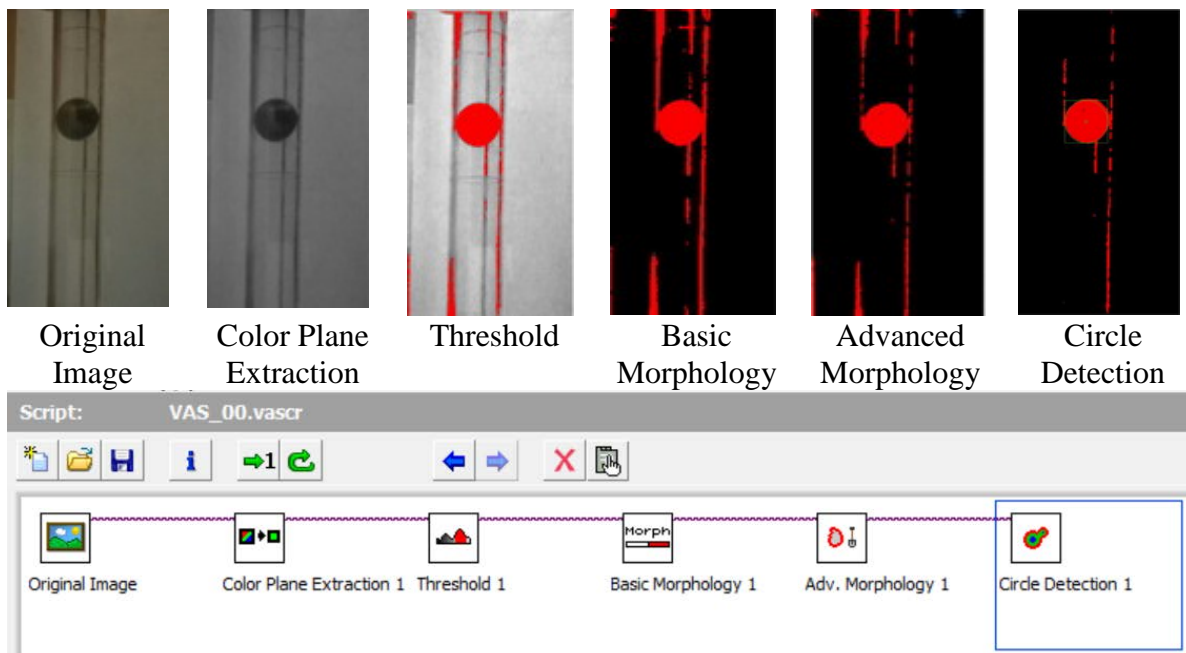 Original Image
Color Plane Extraction
Threshold
Basic Morphology
Advanced Morphology
Circle Detection
Script: VAS_00.vascr
1
Morph
Original Image
Color Plane Extraction 1
Threshold 1
Basic Morphology 1
Adv. Morphology 1
Circle Detection 1